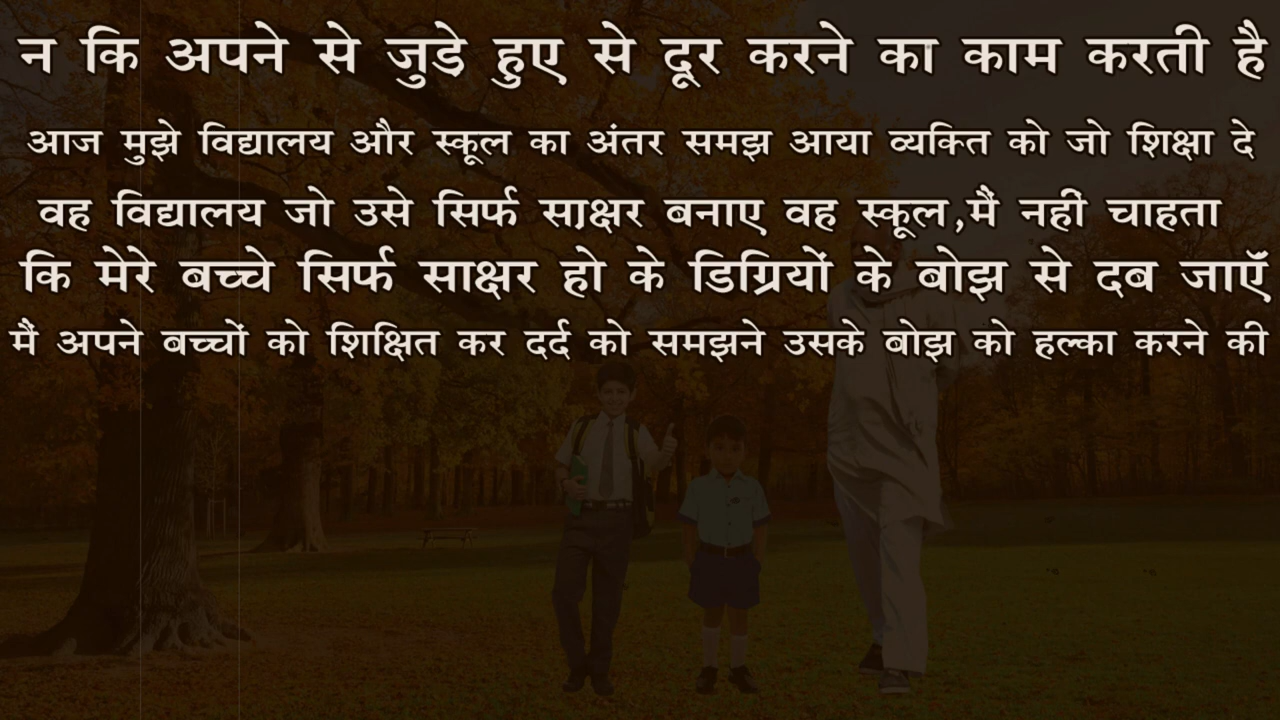 न कि अपने से जुड़े हुए से दूर करने का काम करती है
आज मुझे विद्यालय और स्कूल का अंतर समझ आया व्यक्ति को जो शिक्षा दे
वह विद्यालय जो उसे सिर्फ साक्षर बनाए वह स्कूल,मैं नहीं चाहता
कि मेरे बच्चे सिर्फ साक्षर हो के डिग्रियों के बोझ से दब जाएँ
मैं अपने बच्चों को शिक्षित कर दर्द को समझने उसके बोझ को हल्का करने की